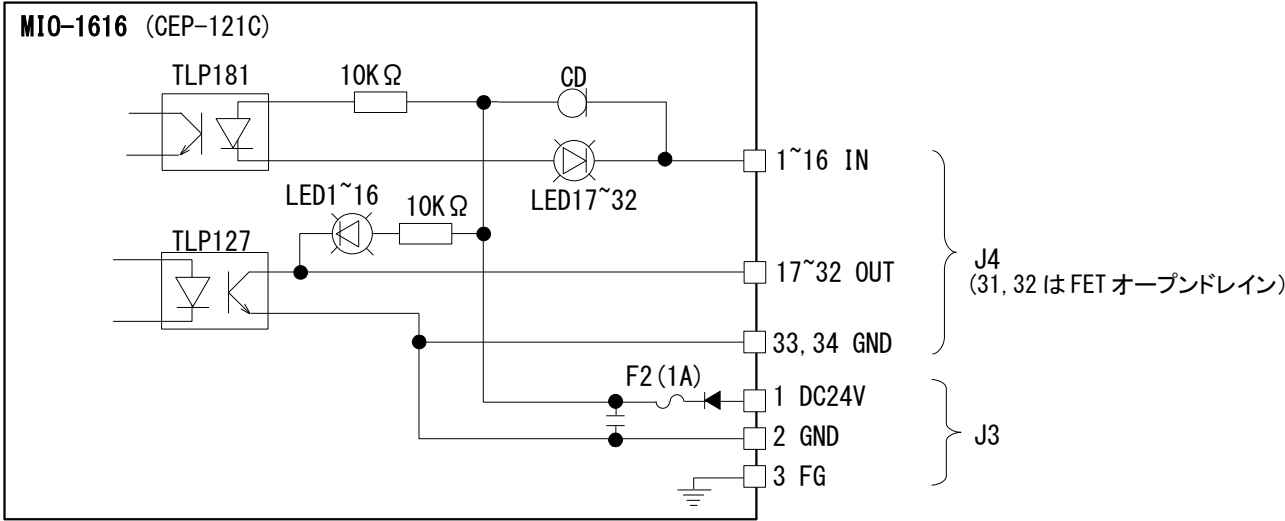 MIO-1616 (CEP-121C)
TLP181
10KΩ
CD
1~16 IN
LED17~32
LED1~16
10KΩ
TLP127
17~32 OUT
J4
(31,32 は FET オープンドレイン)
33,34 GND
F2(1A)
1 DC24V
2 GND
J3
3 FG